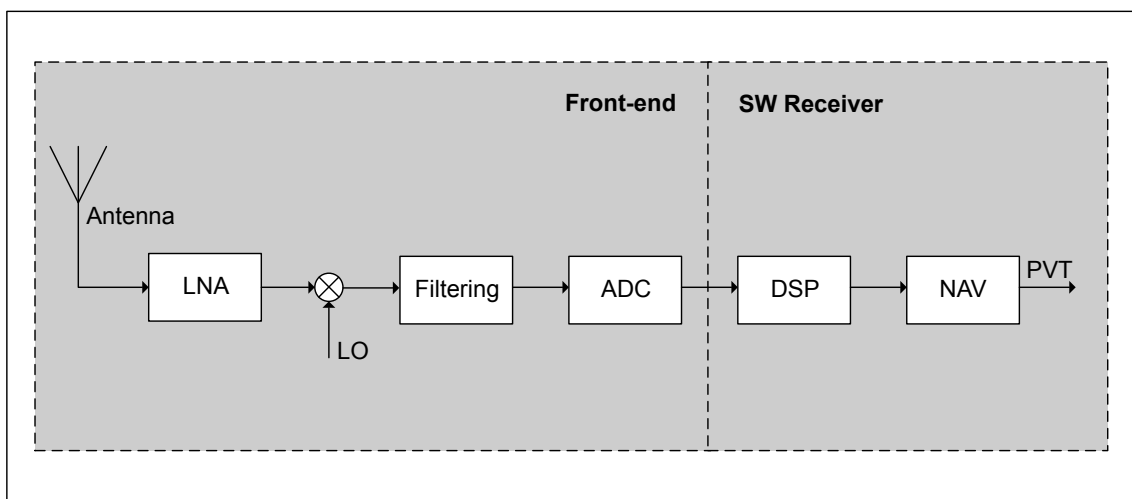 Front-end
SW Receiver
Antenna
LNA
LO
Filtering
ADC
DSP
NAV
PVT